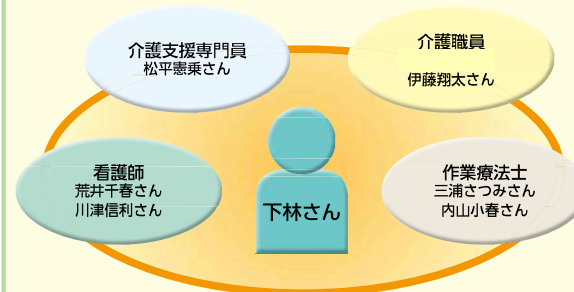 介護支援専門員
松平憲乗さん
介護職員
伊藤翔太さん
看護師
荒井千春さん
川津信利さん
下林さん
作業療法士
三浦さつみさん
内山小春さん